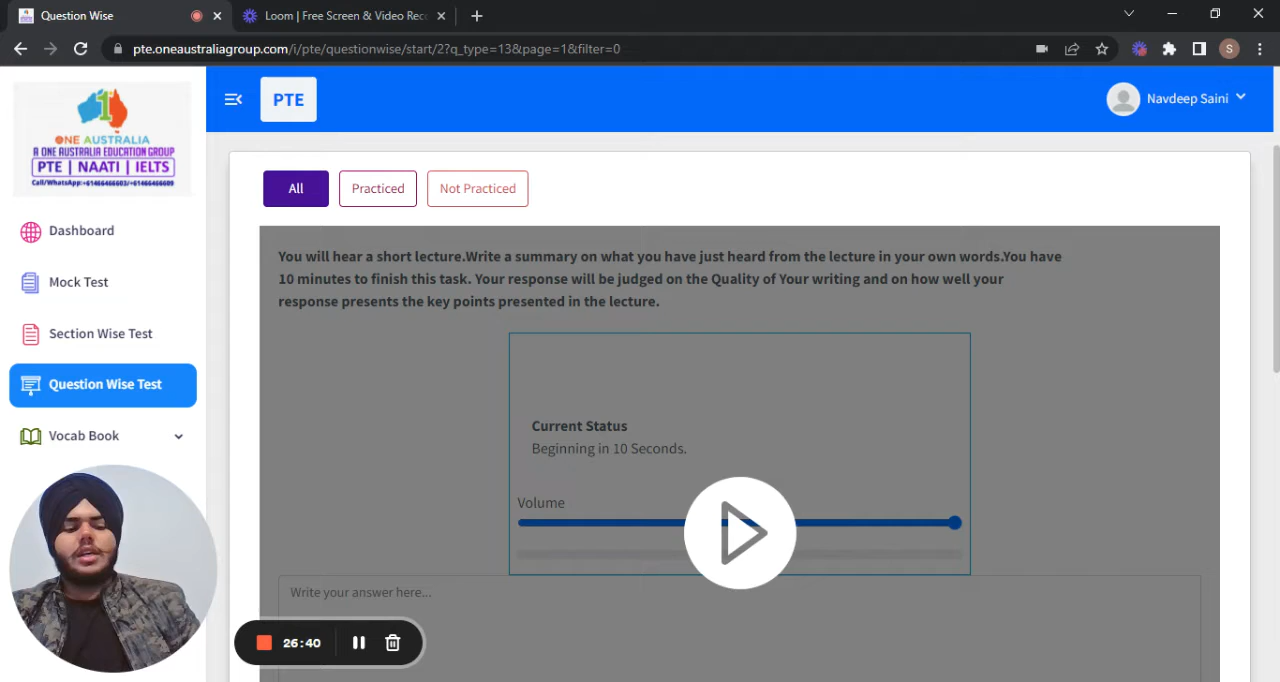 Question Wise
Loom | Free Screen & Video Rec
pte.oneaustraliagroup.com/i/pte/questionwise/start/2?q_type=13&page=1&filter=0
S
1
ONE AUSTRALIA
A ONE AUSTRALIA EDUCATION GROUP
PTE | NAATI | IELTS
PTE
Navdeep Saini
All
Practiced
Not Practiced
Dashboard
Mock Test
Section Wise Test
Question Wise Test
Vocab Book
You will hear a short lecture.Write a summary on what you have just heard from the lecture in your own words.You have
10 minutes to finish this task. Your response will be judged on the Quality of Your writing and on how well your
response presents the key points presented in the lecture.
Current Status
Beginning in 10 Seconds.
Volume
Write your answer here...
26:40